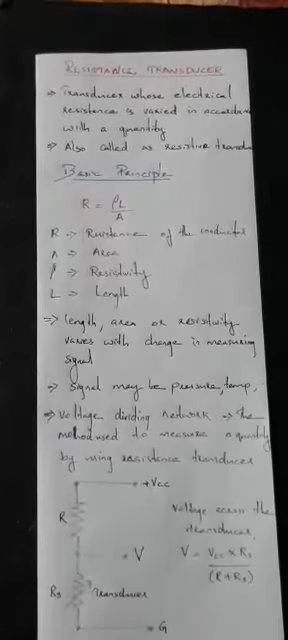 RESISTANCE TRANSDUCER
⇒ Transducer whose electrical
resistance is varied in accordan
with a quantity
⇒ Also called as resistive transdu
Basic Principle
R = ρL/A
R ⇒ Resistance of the conductor
A ⇒ Area
ρ ⇒ Resistivity
L ⇒ Length
⇒ length, area or resistivity
varies with change in measuring
signal
⇒ Signal may be pressure, temp,
⇒ Voltage dividing network ⇒ the
method used to measure a quantity
by using resistance transducer
+Vcc
R
Voltage across the
transducer
V
V = Vcc × Rs / (R + Rs)
Rs
Transducer
G